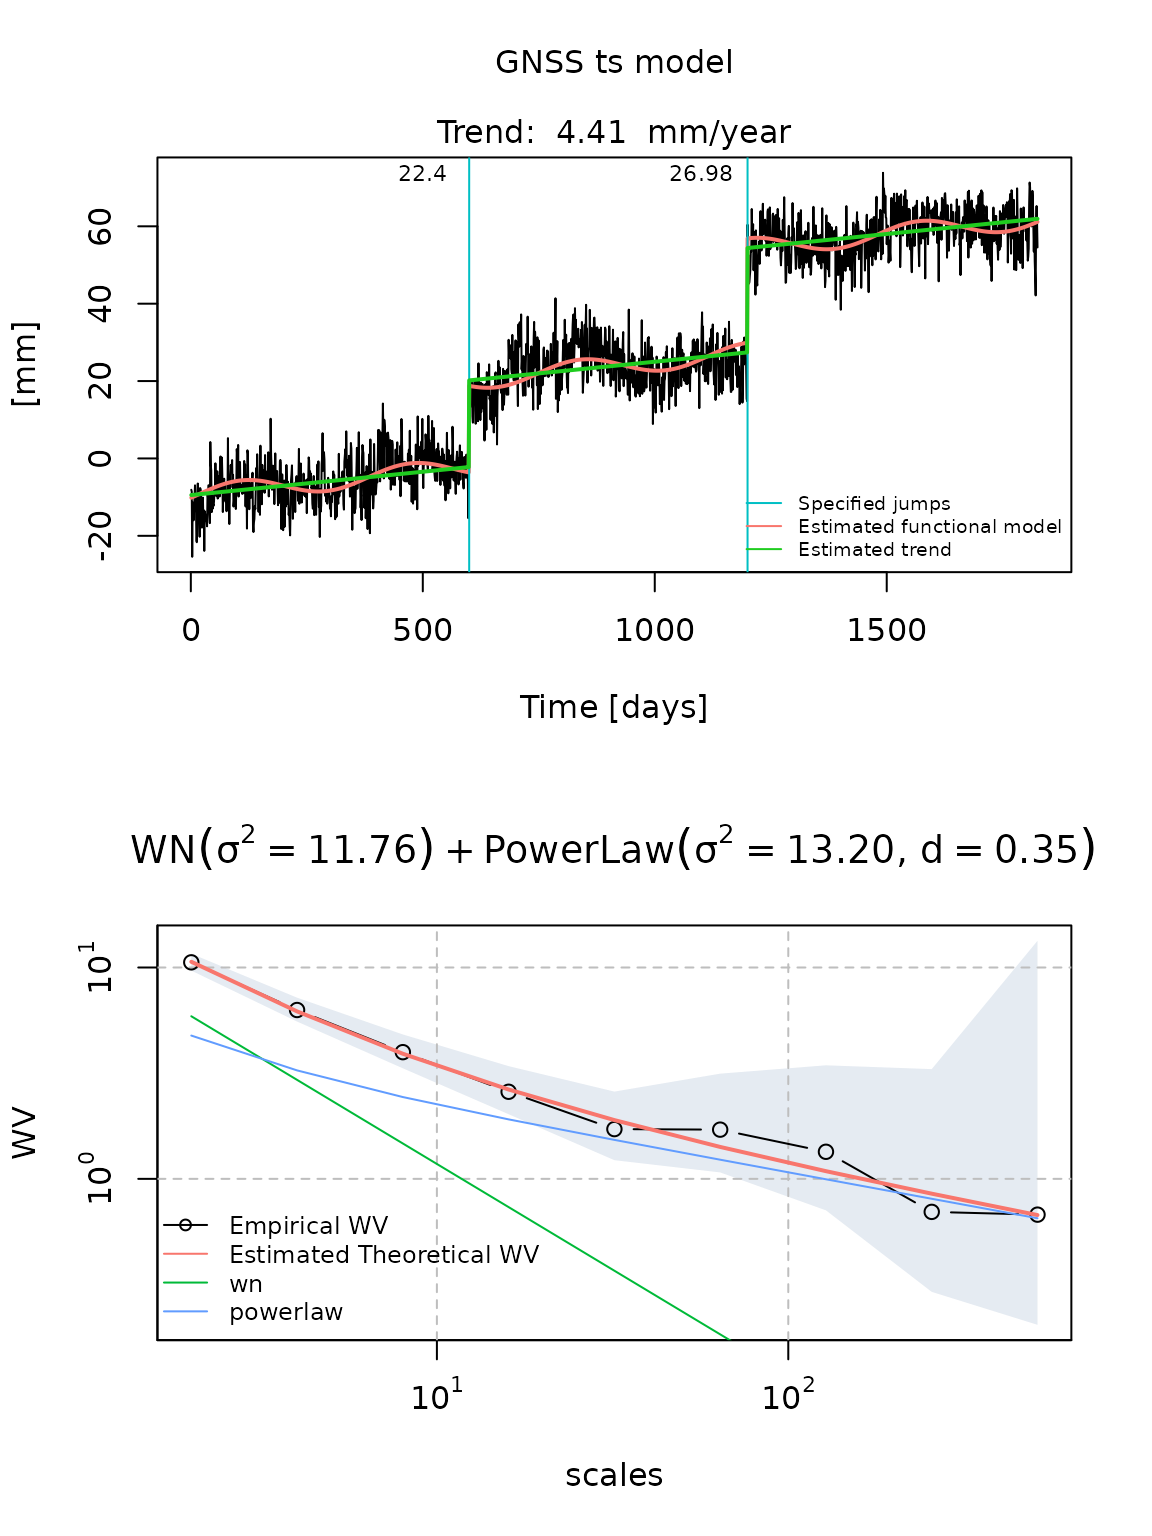 GNSS ts model
Trend: 4.41 mm/year
22.4
26.98
[mm]
60
40
20
0
-20
Specified jumps
Estimated functional model
Estimated trend
0 500 1000 1500
Time [days]
WN(σ² = 11.76) + PowerLaw(σ² = 13.20, d = 0.35)
WV
10¹
10⁰
Empirical WV
Estimated Theoretical WV
wn
powerlaw
10¹ 10²
scales